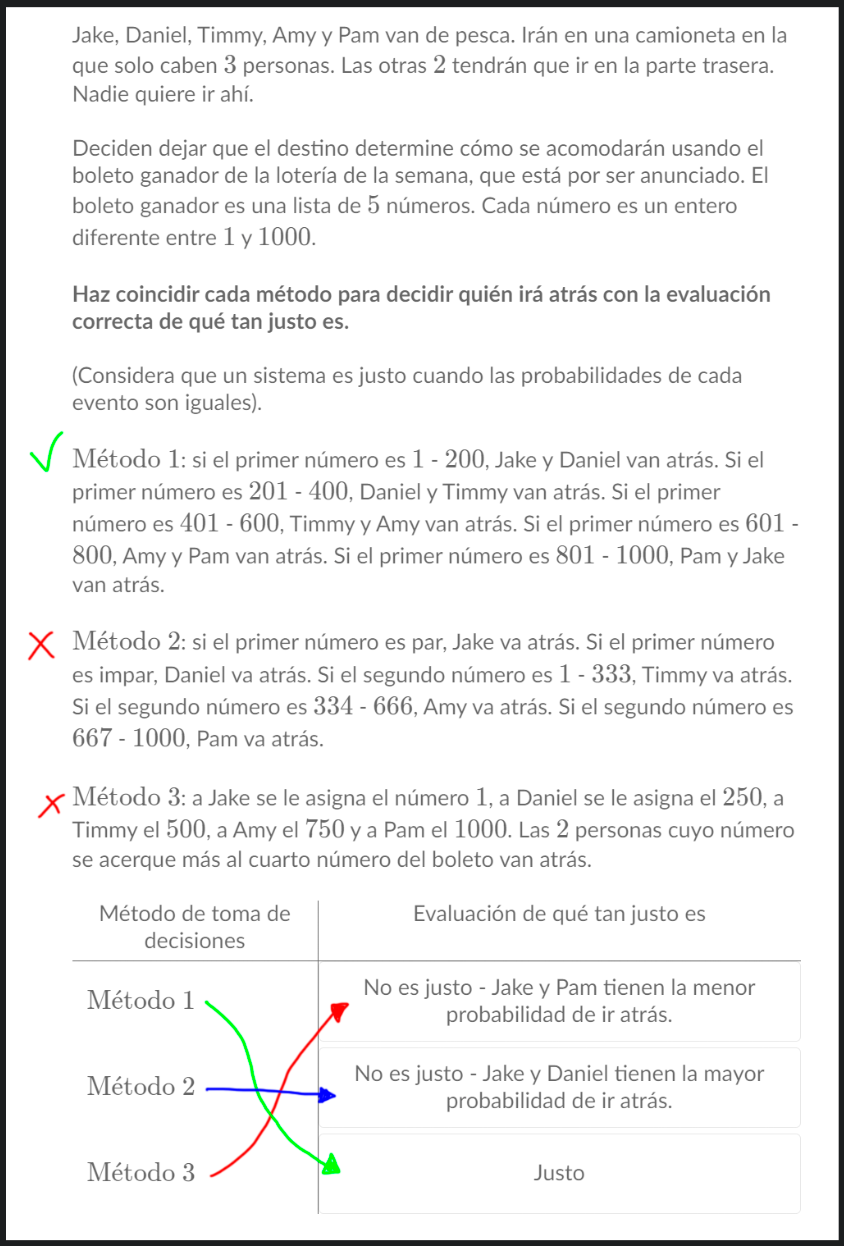 Jake, Daniel, Timmy, Amy y Pam van de pesca. Irán en una camioneta en la
que solo caben 3 personas. Las otras 2 tendrán que ir en la parte trasera.
Nadie quiere ir ahí.
Deciden dejar que el destino determine cómo se acomodarán usando el
boleto ganador de la lotería de la semana, que está por ser anunciado. El
boleto ganador es una lista de 5 números. Cada número es un entero
diferente entre 1 y 1000.
Haz coincidir cada método para decidir quién irá atrás con la evaluación
correcta de qué tan justo es.
(Considera que un sistema es justo cuando las probabilidades de cada
evento son iguales).
Método 1: si el primer número es 1 - 200, Jake y Daniel van atrás. Si el
primer número es 201 - 400, Daniel y Timmy van atrás. Si el primer
número es 401 - 600, Timmy y Amy van atrás. Si el primer número es 601 -
800, Amy y Pam van atrás. Si el primer número es 801 - 1000, Pam y Jake
van atrás.
Método 2: si el primer número es par, Jake va atrás. Si el primer número
es impar, Daniel va atrás. Si el segundo número es 1 - 333, Timmy va atrás.
Si el segundo número es 334 - 666, Amy va atrás. Si el segundo número es
667 - 1000, Pam va atrás.
Método 3: a Jake se le asigna el número 1, a Daniel se le asigna el 250, a
Timmy el 500, a Amy el 750 y a Pam el 1000. Las 2 personas cuyo número
se acerque más al cuarto número del boleto van atrás.
Método de toma de
decisiones
Evaluación de qué tan justo es
Método 1
No es justo - Jake y Pam tienen la menor
probabilidad de ir atrás.
Método 2
No es justo - Jake y Daniel tienen la mayor
probabilidad de ir atrás.
Método 3
Justo